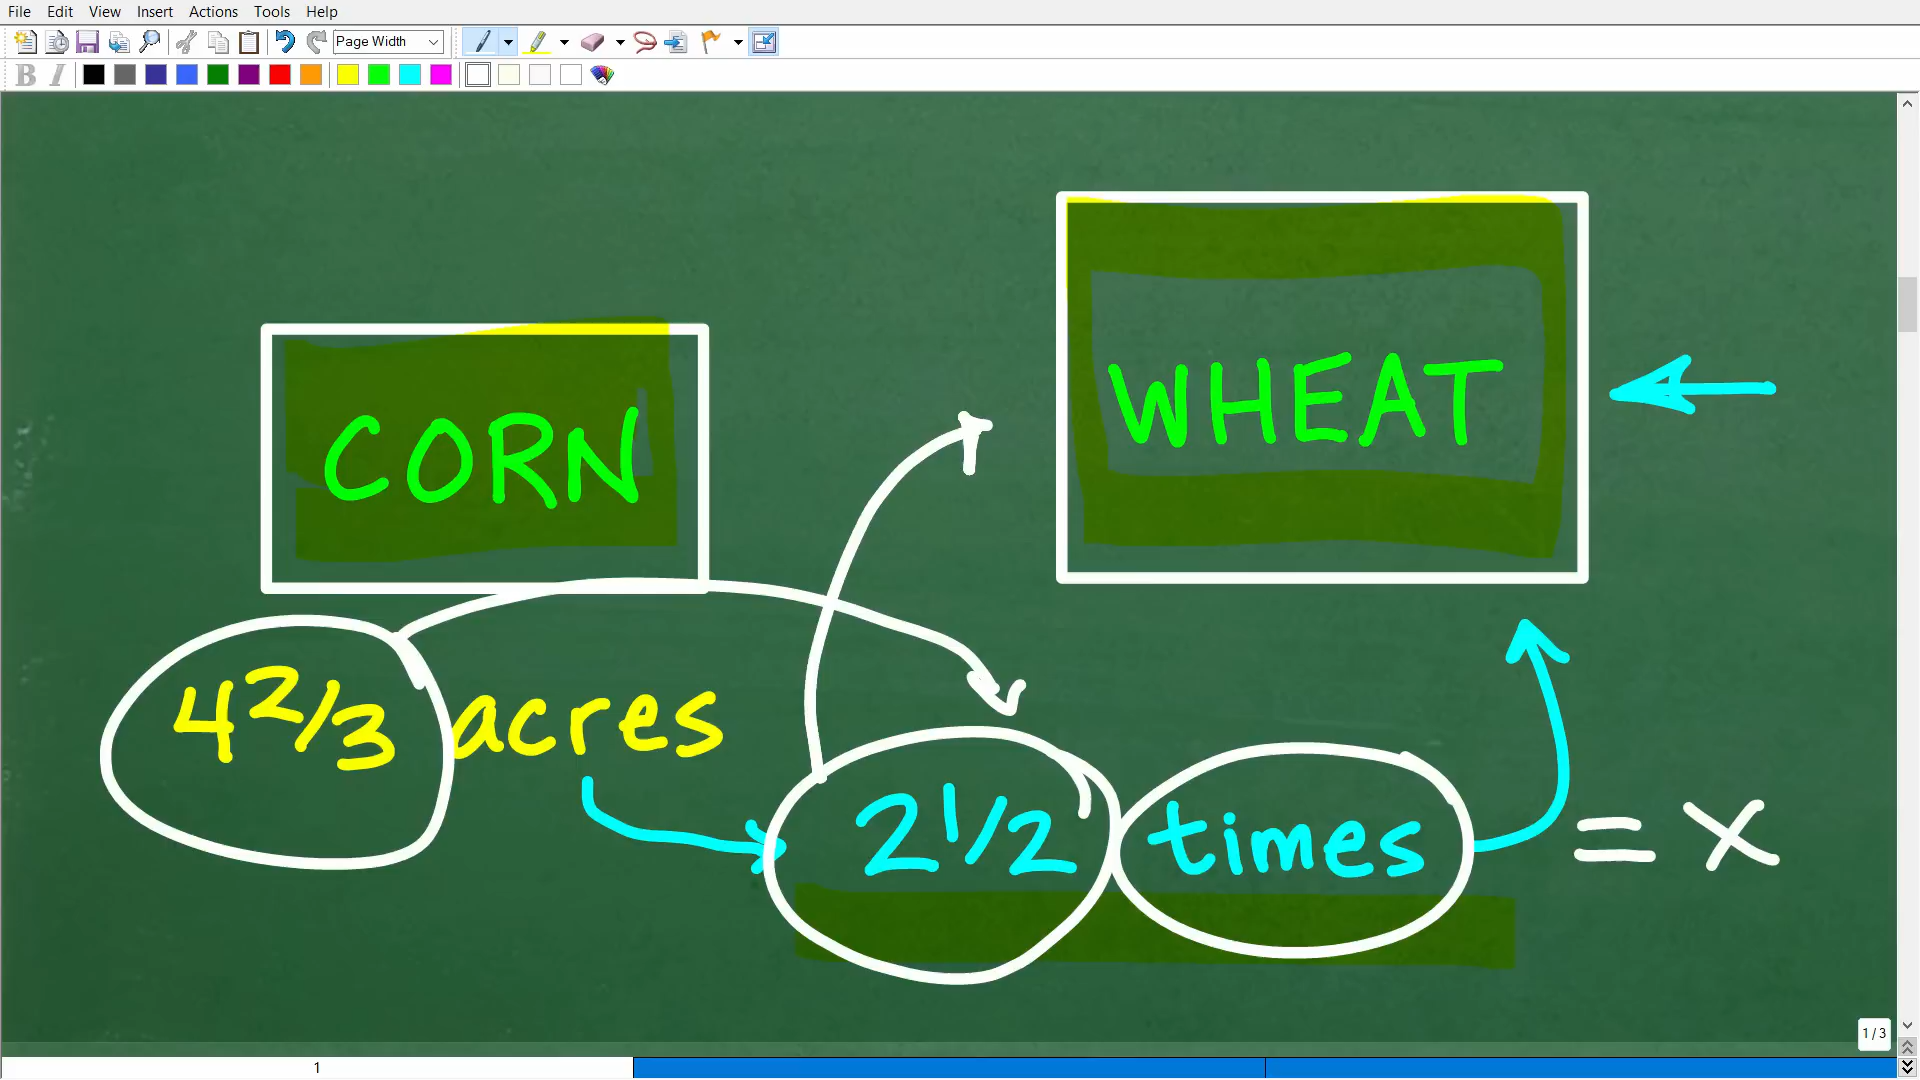 File Edit View Insert Actions Tools Help
Page Width
B I
CORN
WHEAT
4 2/3 acres
2 1/2 times = x
1 / 3
1